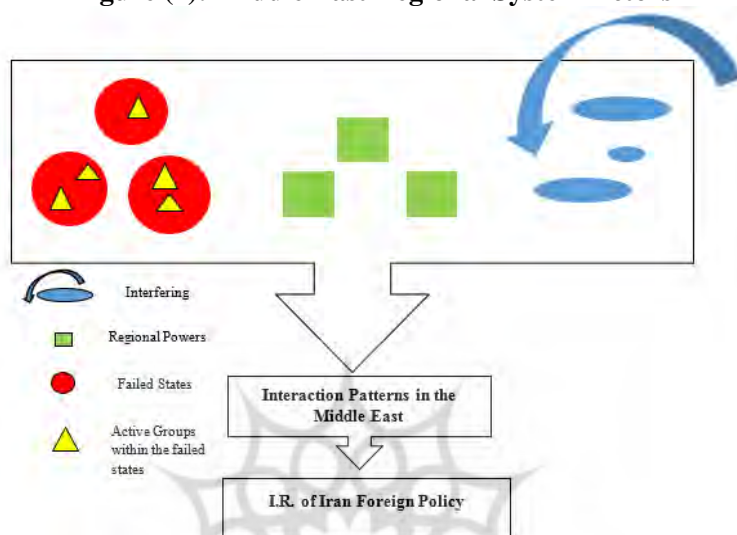 Interfering
Regional Powers
Failed States
Active Groups
within the failed
states
Interaction Patterns in the
Middle East
I.R. of Iran Foreign Policy